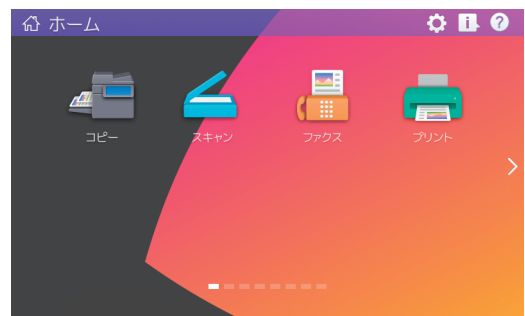 ホーム
コピー
スキャン
ファクス
プリント